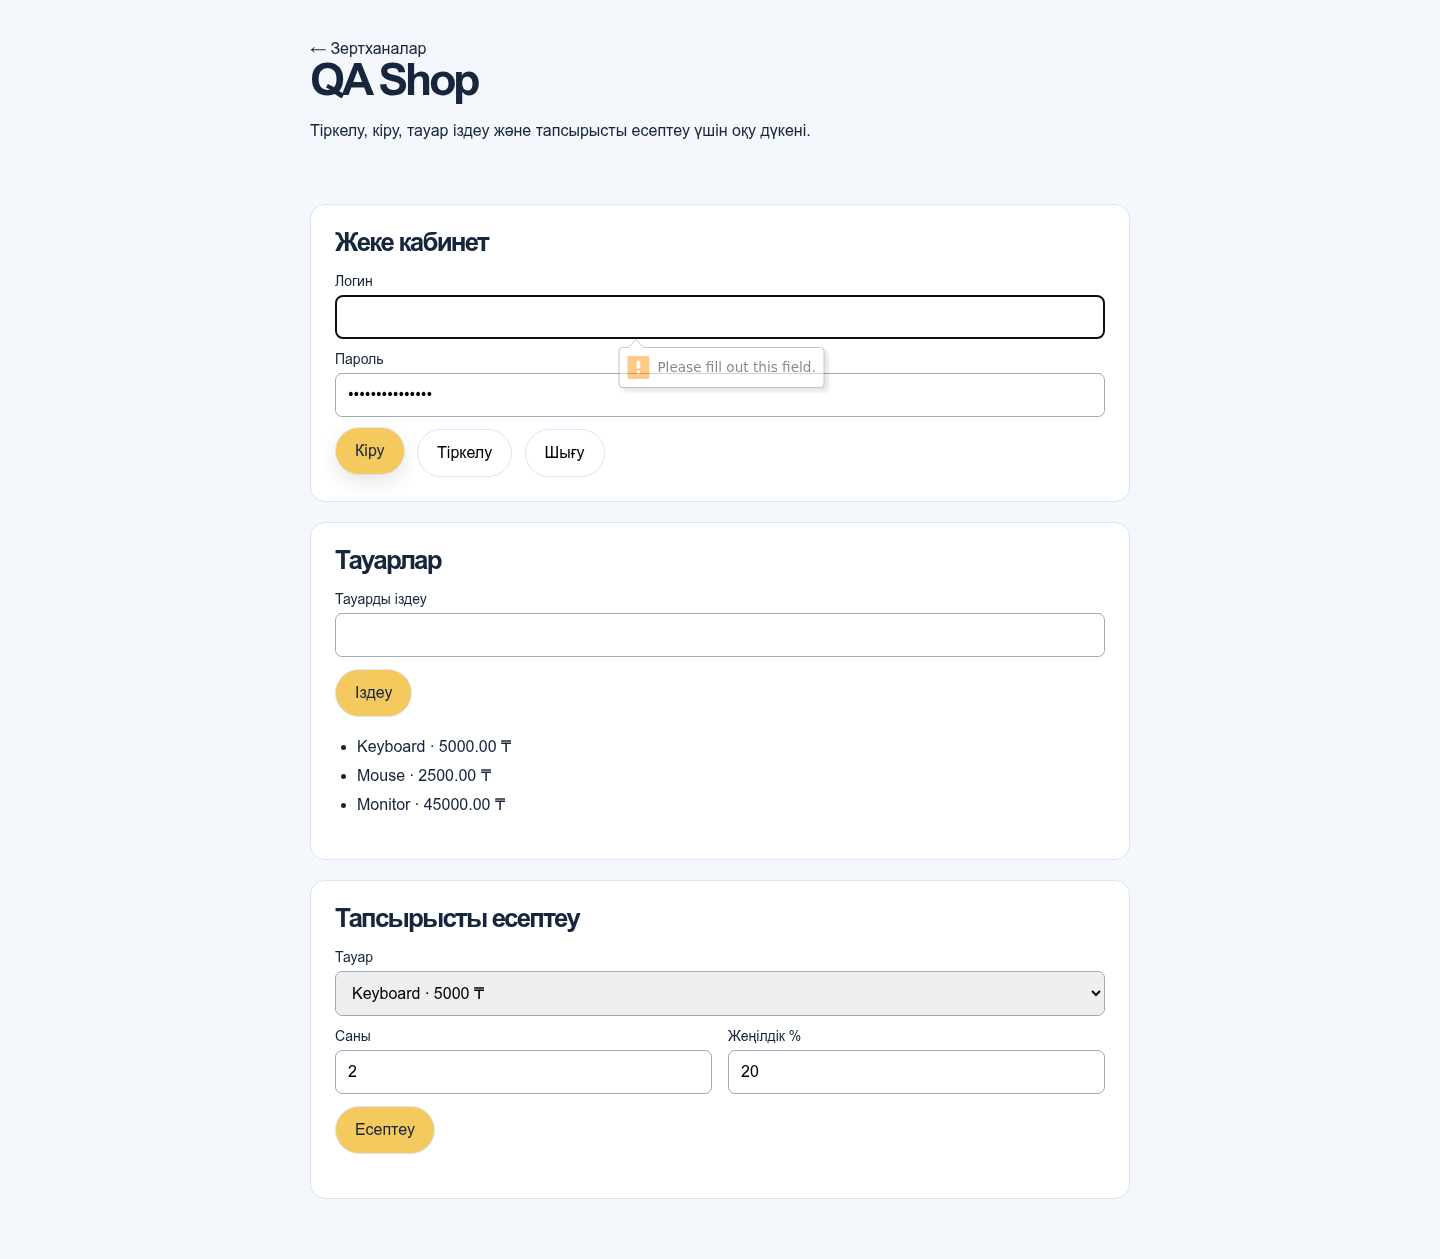 ← Зертханалар
QA Shop
Тіркелу, кіру, тауар іздеу және тапсырысты есептеу үшін оқу дүкені.
Жеке кабинет
Логин
Please fill out this field.
Пароль
•••••••••••••••
Кіру Тіркелу Шығу
Тауарлар
Тауарды іздеу
Іздеу
• Keyboard · 5000.00 ₸
• Mouse · 2500.00 ₸
• Monitor · 45000.00 ₸
Тапсырысты есептеу
Тауар
Keyboard · 5000 ₸
Саны Жеңілдік %
2 20
Есептеу